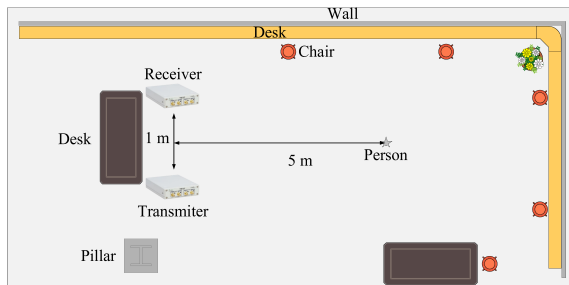 Wall
Desk
Chair
Receiver
Desk
1 m
5 m
Person
Transmiter
Pillar